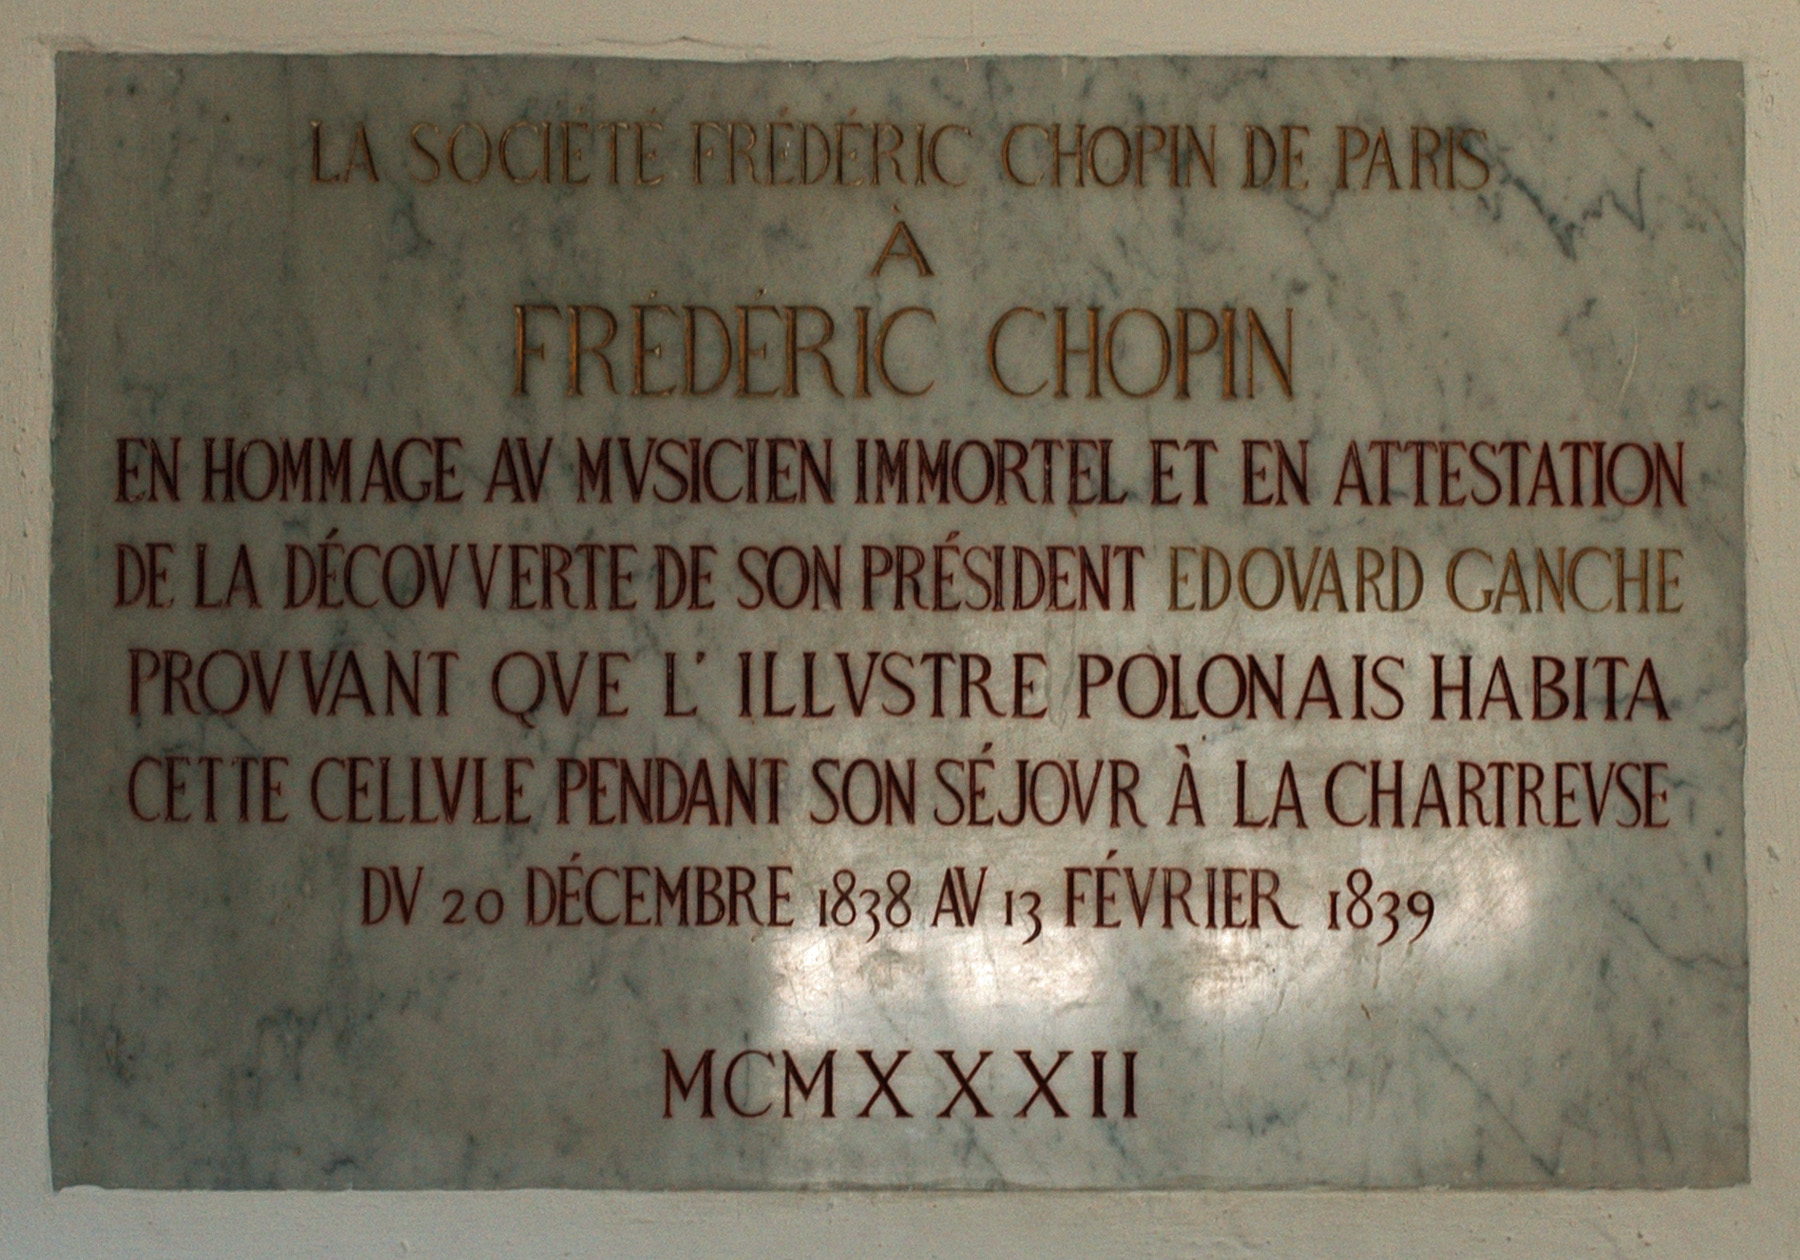 LA SOCIÉTÉ FRÉDÉRIC CHOPIN DE PARIS
À
FRÉDÉRIC CHOPIN
EN HOMMAGE AV MVSICIEN IMMORTEL ET EN ATTESTATION
DE LA DÉCOVVERTE DE SON PRÉSIDENT EDOVARD GANCHE
PROVVANT QVE L' ILLVSTRE POLONAIS HABITA
CETTE CELLVLE PENDANT SON SÉJOVR À LA CHARTREVSE
DV 20 DÉCEMBRE 1838 AV 13 FÉVRIER 1839
MCMXXXII